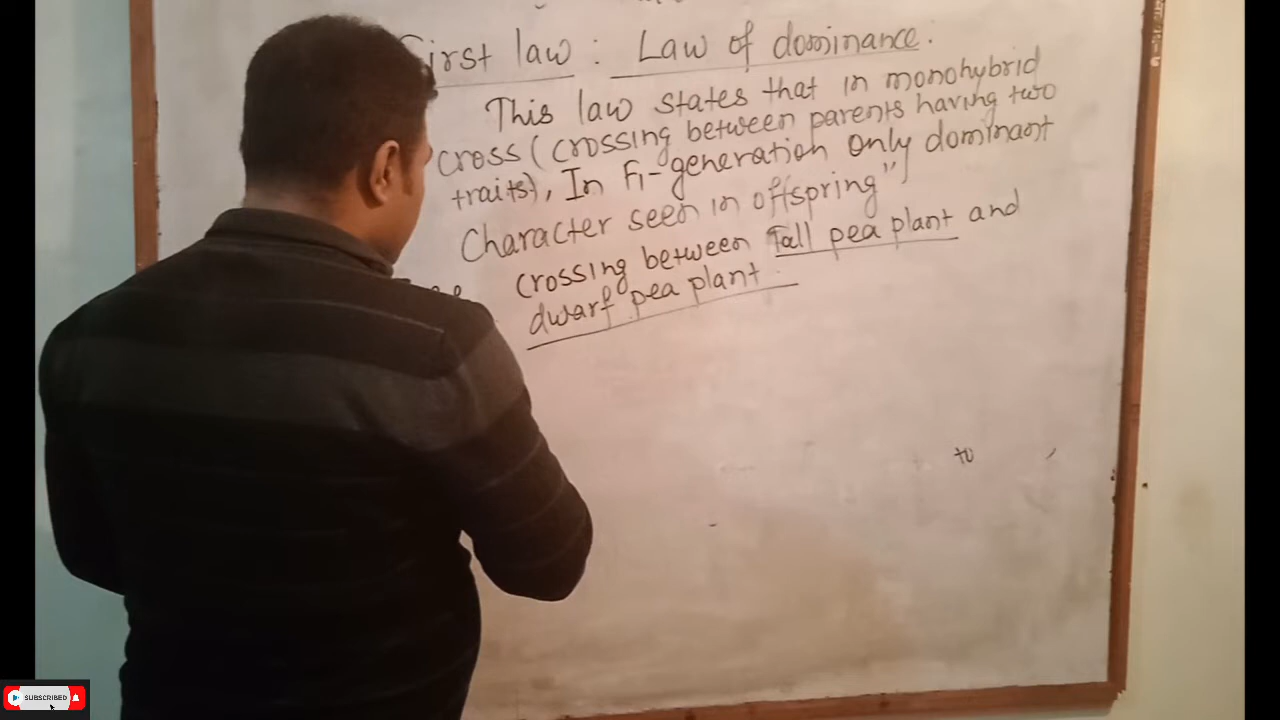 First law : Law of dominance.
This law states that in monohybrid
cross (crossing between parents having two
traits), In F1-generation only dominant
Character seen in offspring"
crossing between Tall pea plant and
dwarf pea plant.
to
SUBSCRIBED